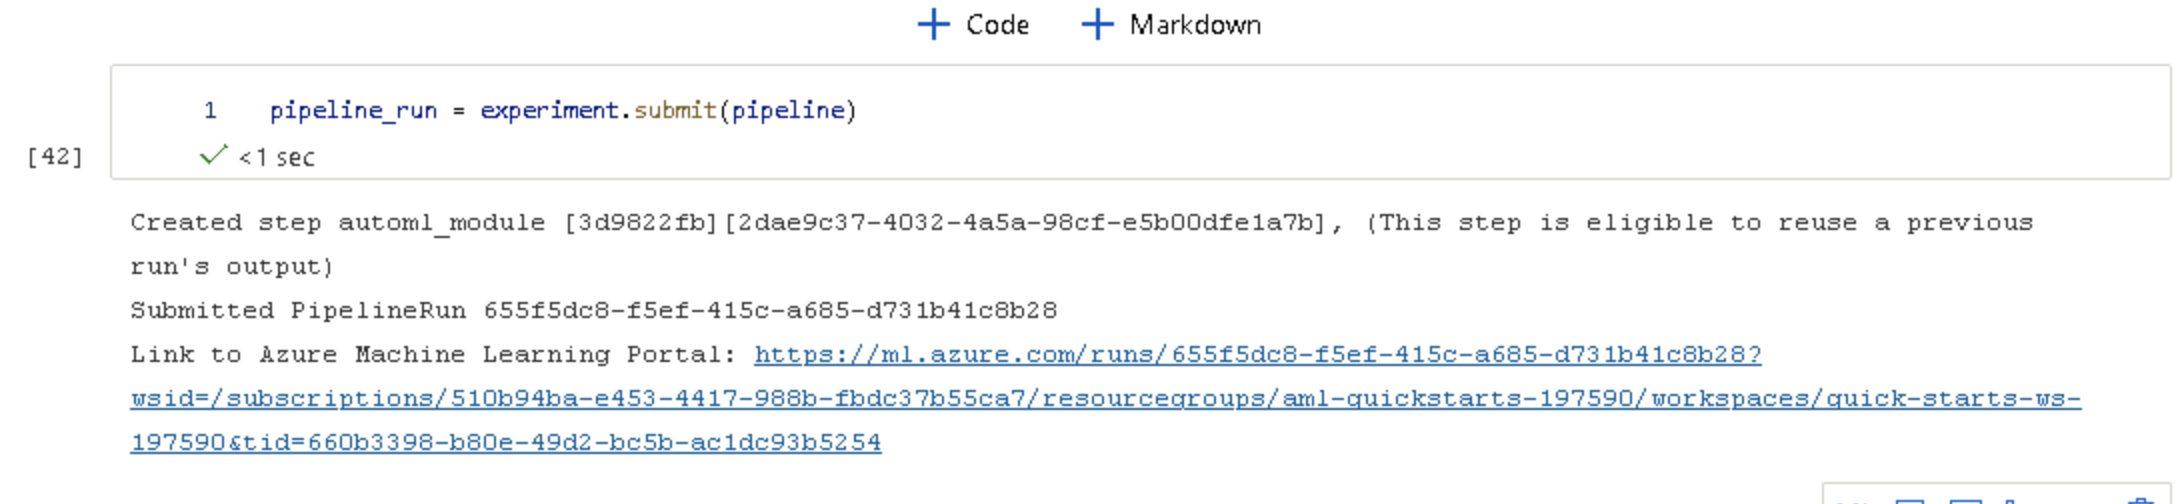 + Code + Markdown
1 pipeline_run = experiment.submit(pipeline)
[42] <1 sec
Created step automl_module [3d9822fb][2dae9c37-4032-4a5a-98cf-e5b00dfe1a7b], (This step is eligible to reuse a previous
run's output)
Submitted PipelineRun 655f5dc8-f5ef-415c-a685-d731b41c8b28
Link to Azure Machine Learning Portal: https://ml.azure.com/runs/655f5dc8-f5ef-415c-a685-d731b41c8b28?
wsid=/subscriptions/510b94ba-e453-4417-988b-fbdc37b55ca7/resourcegroups/aml-quickstarts-197590/workspaces/quick-starts-ws-
197590&tid=660b3398-b80e-49d2-bc5b-ac1dc93b5254